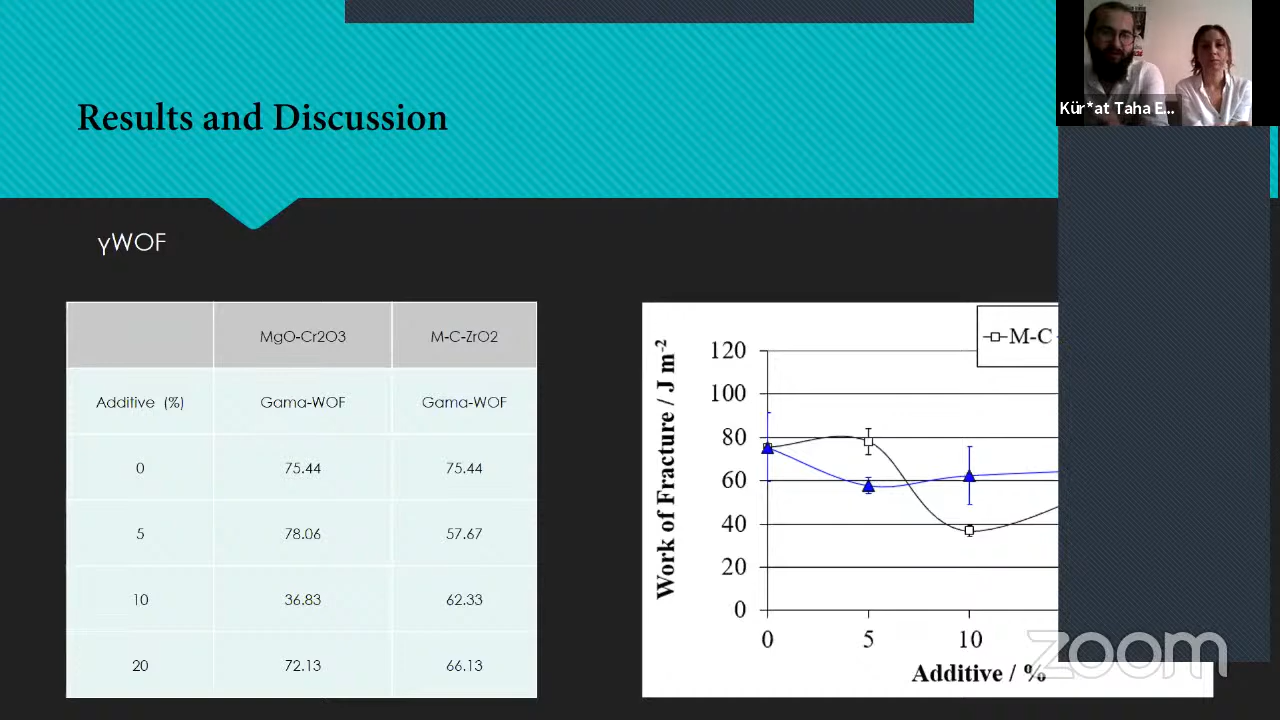 Kür*at Taha E...
Results and Discussion
γWOF
MgO-Cr2O3 M-C-ZrO2
Additive (%) Gama-WOF Gama-WOF
0 75.44 75.44
5 78.06 57.67
10 36.83 62.33
20 72.13 66.13
M-C
Work of Fracture / J m-2
120
100
80
60
40
20
0
0 5 10
Additive / %
zoom